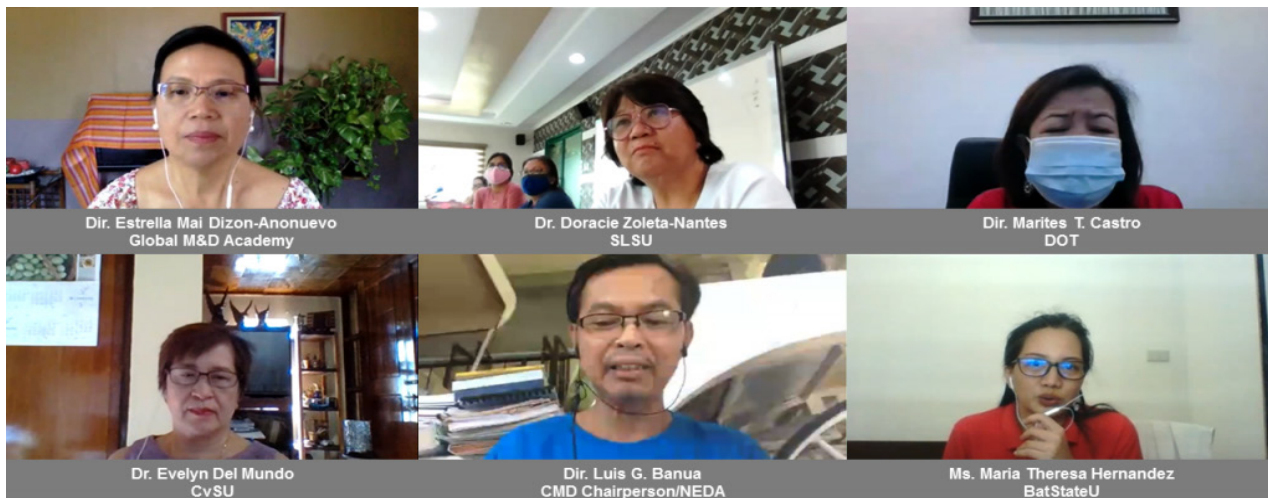 Dir. Estrella Mai Dizon-Anonuevo
Global M&D Academy
Dr. Doracie Zoleta-Nantes
SLSU
Dir. Marites T. Castro
DOT
Dr. Evelyn Del Mundo
CvSU
Dir. Luis G. Banua
CMD Chairperson/NEDA
Ms. Maria Theresa Hernandez
BatStateU